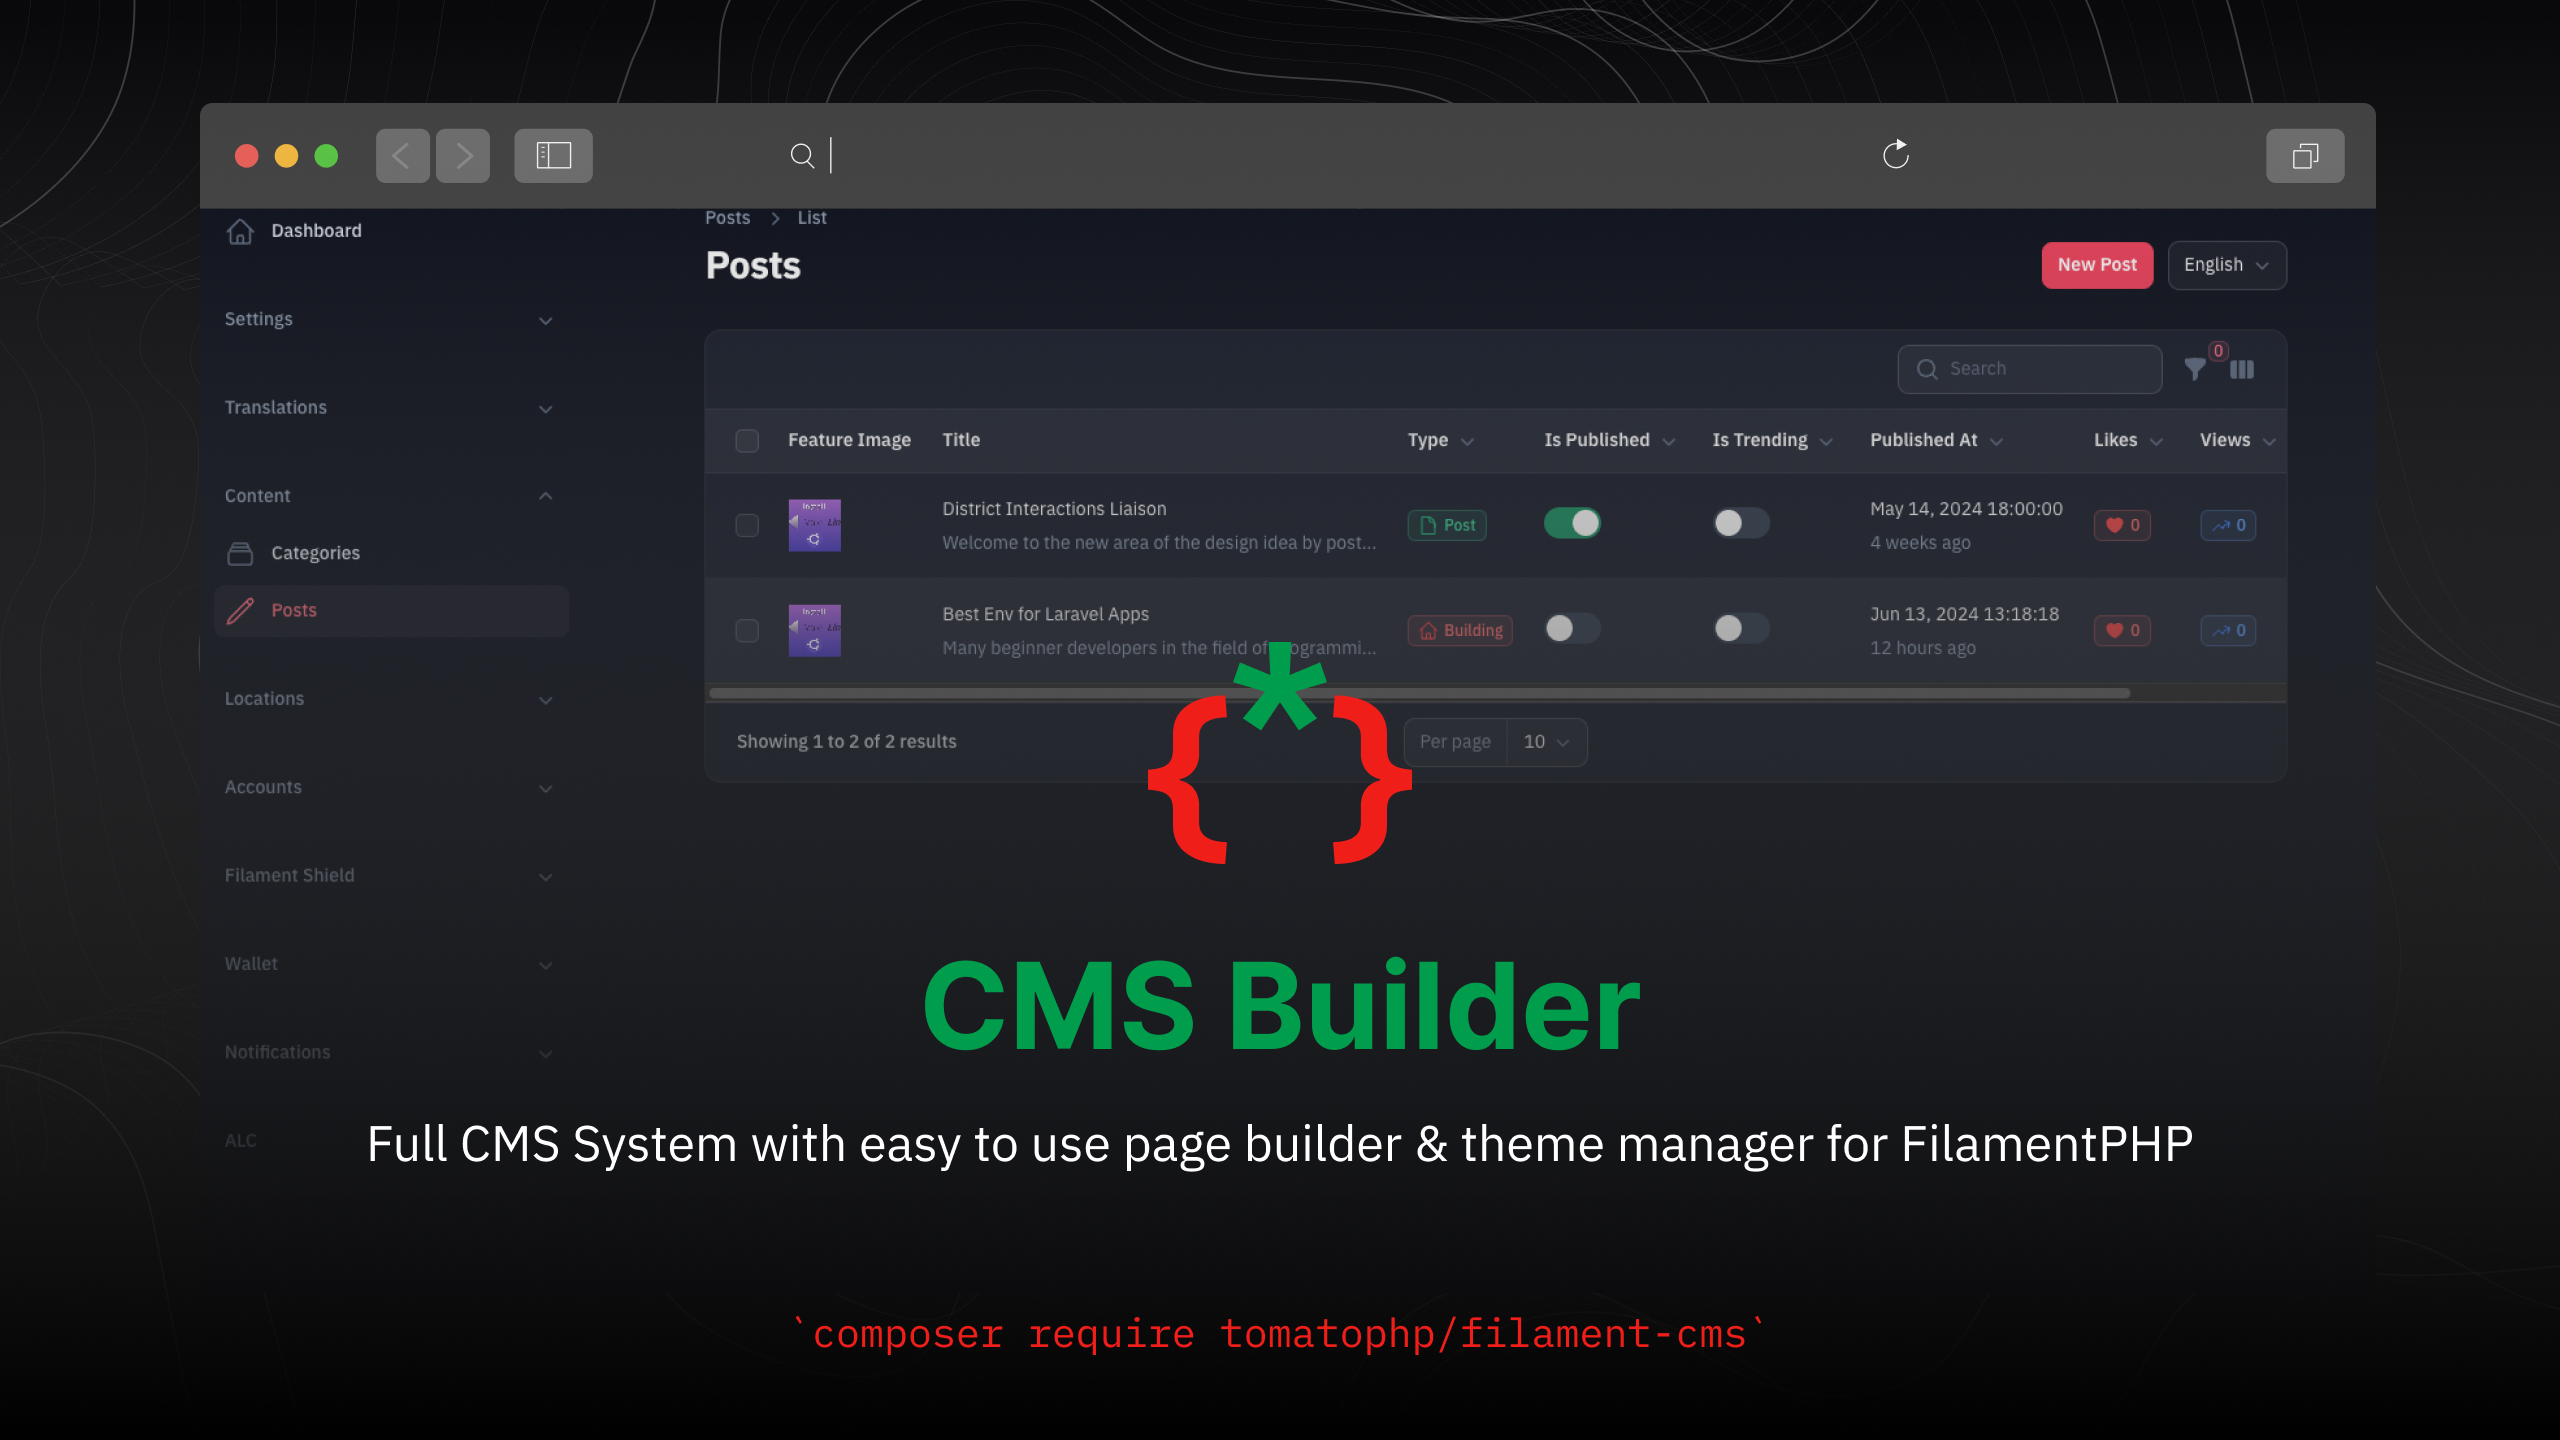 Dashboard
Settings
Translations
Content
Categories
Posts
Locations
Accounts
Filament Shield
Wallet
Notifications
ALC
Posts > List
Posts
New Post
English
Search
0
Feature Image Title Type Is Published Is Trending Published At Likes Views
District Interactions Liaison Post May 14, 2024 18:00:00 0 0
Welcome to the new area of the design idea by post... 4 weeks ago
Best Env for Laravel Apps Building Jun 13, 2024 13:18:18 0 0
Many beginner developers in the field of ogrammi... 12 hours ago
Showing 1 to 2 of 2 results
Per page 10
{*}
CMS Builder
Full CMS System with easy to use page builder & theme manager for FilamentPHP
`composer require tomatophp/filament-cms`